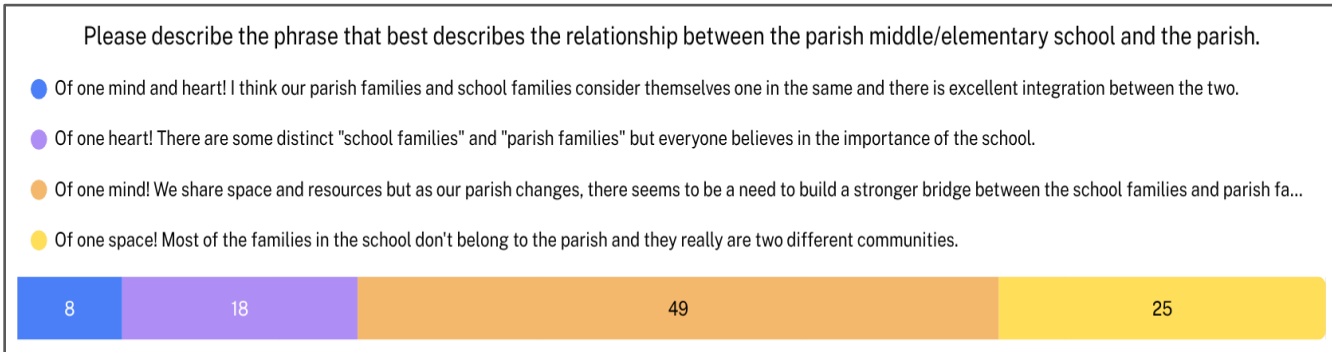 Please describe the phrase that best describes the relationship between the parish middle/elementary school and the parish.
Of one mind and heart! I think our parish families and school families consider themselves one in the same and there is excellent integration between the two.
Of one heart! There are some distinct "school families" and "parish families" but everyone believes in the importance of the school.
Of one mind! We share space and resources but as our parish changes, there seems to be a need to build a stronger bridge between the school families and parish fa...
Of one space! Most of the families in the school don't belong to the parish and they really are two different communities.
8 18 49 25